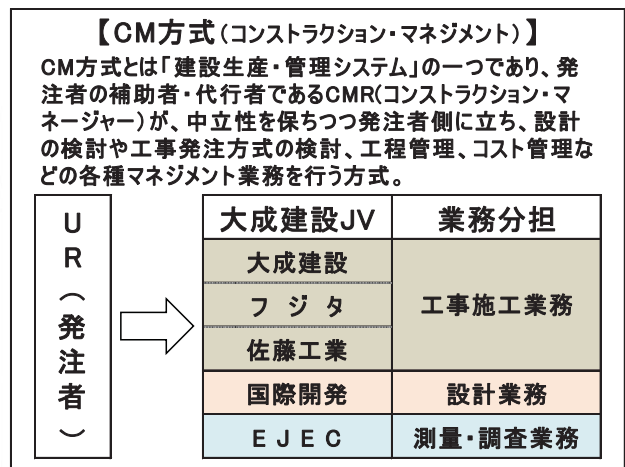 【CM方式(コンストラクション・マネジメント)】
CM方式とは「建設生産・管理システム」の一つであり、発
注者の補助者・代行者であるCMR(コンストラクション・マ
ネージャー)が、中立性を保ちつつ発注者側に立ち、設計
の検討や工事発注方式の検討、工程管理、コスト管理な
どの各種マネジメント業務を行う方式。
UR(発注者)
大成建設JV 業務分担
大成建設
フジタ
佐藤工業
工事施工業務
国際開発 設計業務
EJEC 測量・調査業務